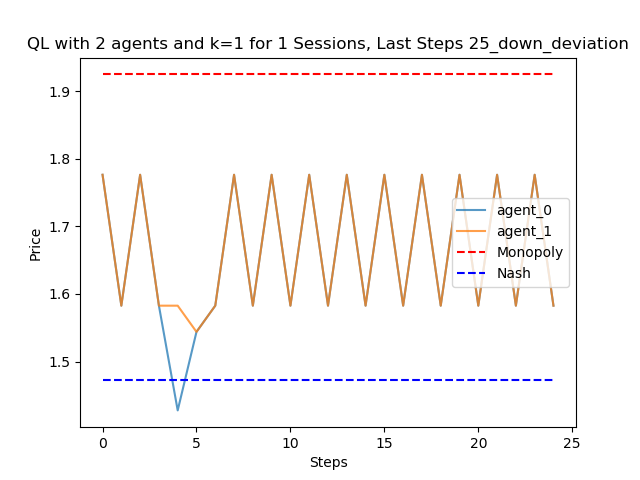 QL with 2 agents and k=1 for 1 Sessions, Last Steps 25_down_deviation
1.9
1.8
1.7
1.6
1.5
Price
agent_0
agent_1
Monopoly
Nash
0 5 10 15 20 25
Steps